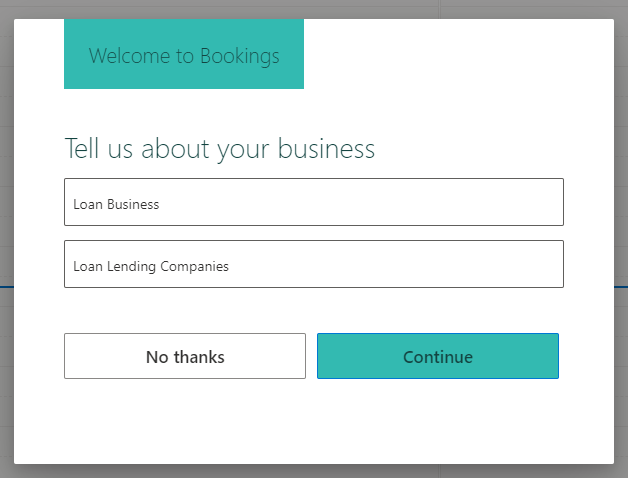 Welcome to Bookings
Tell us about your business
Loan Business
Loan Lending Companies
No thanks
Continue